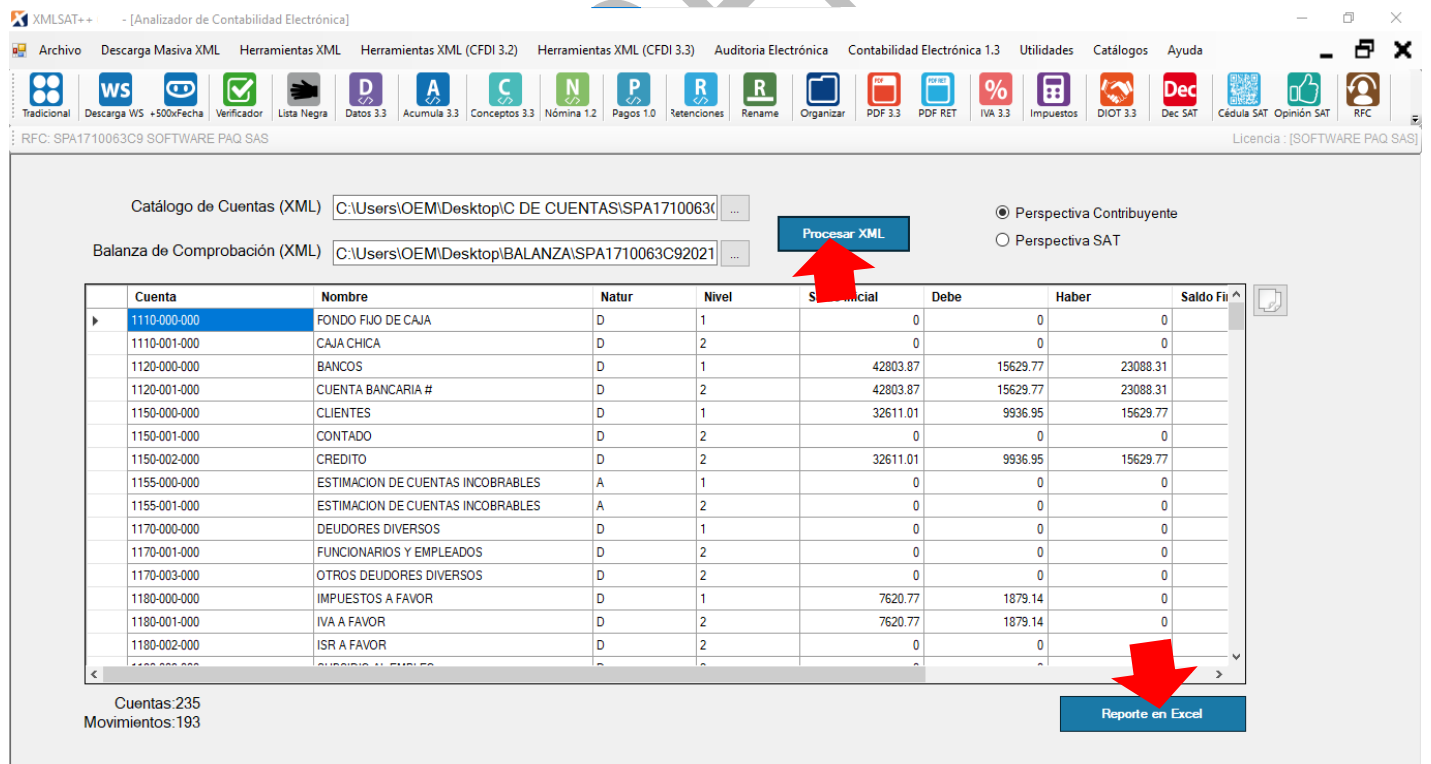 XMLSAT++ - [Analizador de Contabilidad Electrónica]
Archivo Descarga Masiva XML Herramientas XML Herramientas XML (CFDI 3.2) Herramientas XML (CFDI 3.3) Auditoria Electrónica Contabilidad Electrónica 1.3 Utilidades Catálogos Ayuda
WS D A C N P R R PDF PDF RET % Dec
Tradicional Descarga WS +500xFecha Verificador Lista Negra Datos 3.3 Acumula 3.3 Conceptos 3.3 Nómina 1.2 Pagos 1.0 Retenciones Rename Organizar PDF 3.3 PDF RET IVA 3.3 Impuestos DIOT 3.3 Dec SAT Cédula SAT Opinión SAT RFC
RFC: SPA1710063C9 SOFTWARE PAQ SAS Licencia : [SOFTWARE PAQ SAS]
Catálogo de Cuentas (XML) C:\Users\OEM\Desktop\C DE CUENTAS\SPA1710063( ... Perspectiva Contribuyente
Procesar XML
Balanza de Comprobación (XML) C:\Users\OEM\Desktop\BALANZA\SPA1710063C92021 ... Perspectiva SAT
Cuenta Nombre Natur Nivel Inicial Debe Haber Saldo Fi
1110-000-000 FONDO FIJO DE CAJA D 1 0 0 0
1110-001-000 CAJA CHICA D 2 0 0 0
1120-000-000 BANCOS D 1 42803.87 15629.77 23088.31
1120-001-000 CUENTA BANCARIA # D 2 42803.87 15629.77 23088.31
1150-000-000 CLIENTES D 1 32611.01 9936.95 15629.77
1150-001-000 CONTADO D 2 0 0 0
1150-002-000 CREDITO D 2 32611.01 9936.95 15629.77
1155-000-000 ESTIMACION DE CUENTAS INCOBRABLES A 1 0 0 0
1155-001-000 ESTIMACION DE CUENTAS INCOBRABLES A 2 0 0 0
1170-000-000 DEUDORES DIVERSOS D 1 0 0 0
1170-001-000 FUNCIONARIOS Y EMPLEADOS D 2 0 0 0
1170-003-000 OTROS DEUDORES DIVERSOS D 2 0 0 0
1180-000-000 IMPUESTOS A FAVOR D 1 7620.77 1879.14 0
1180-001-000 IVA A FAVOR D 2 7620.77 1879.14 0
1180-002-000 ISR A FAVOR D 2 0 0
Cuentas:235
Movimientos:193
Reporte en Excel